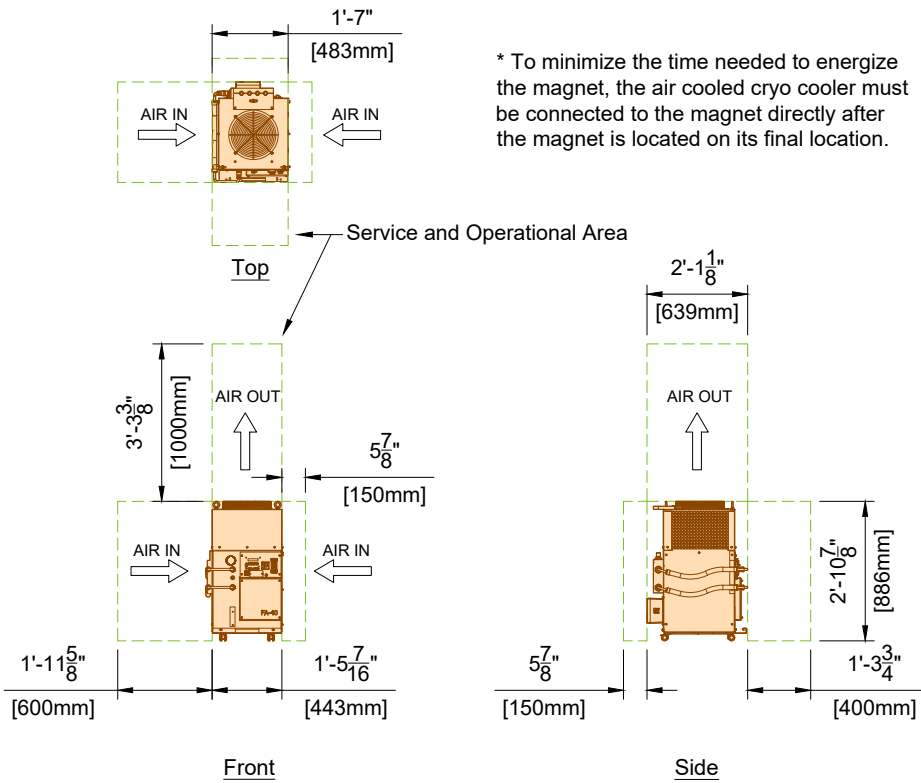 1'-7"
[483mm]
* To minimize the time needed to energize
the magnet, the air cooled cryo cooler must
be connected to the magnet directly after
the magnet is located on its final location.
AIR IN
AIR IN
Service and Operational Area
Top
2'-1 1/8"
[639mm]
3'-3 3/8"
[1000mm]
AIR OUT
AIR OUT
5 7/8"
[150mm]
AIR IN
AIR IN
FA-40
2'-10 7/8"
[886mm]
1'-11 5/8"
[600mm]
1'-5 7/16"
[443mm]
5 7/8"
[150mm]
1'-3 3/4"
[400mm]
Front
Side